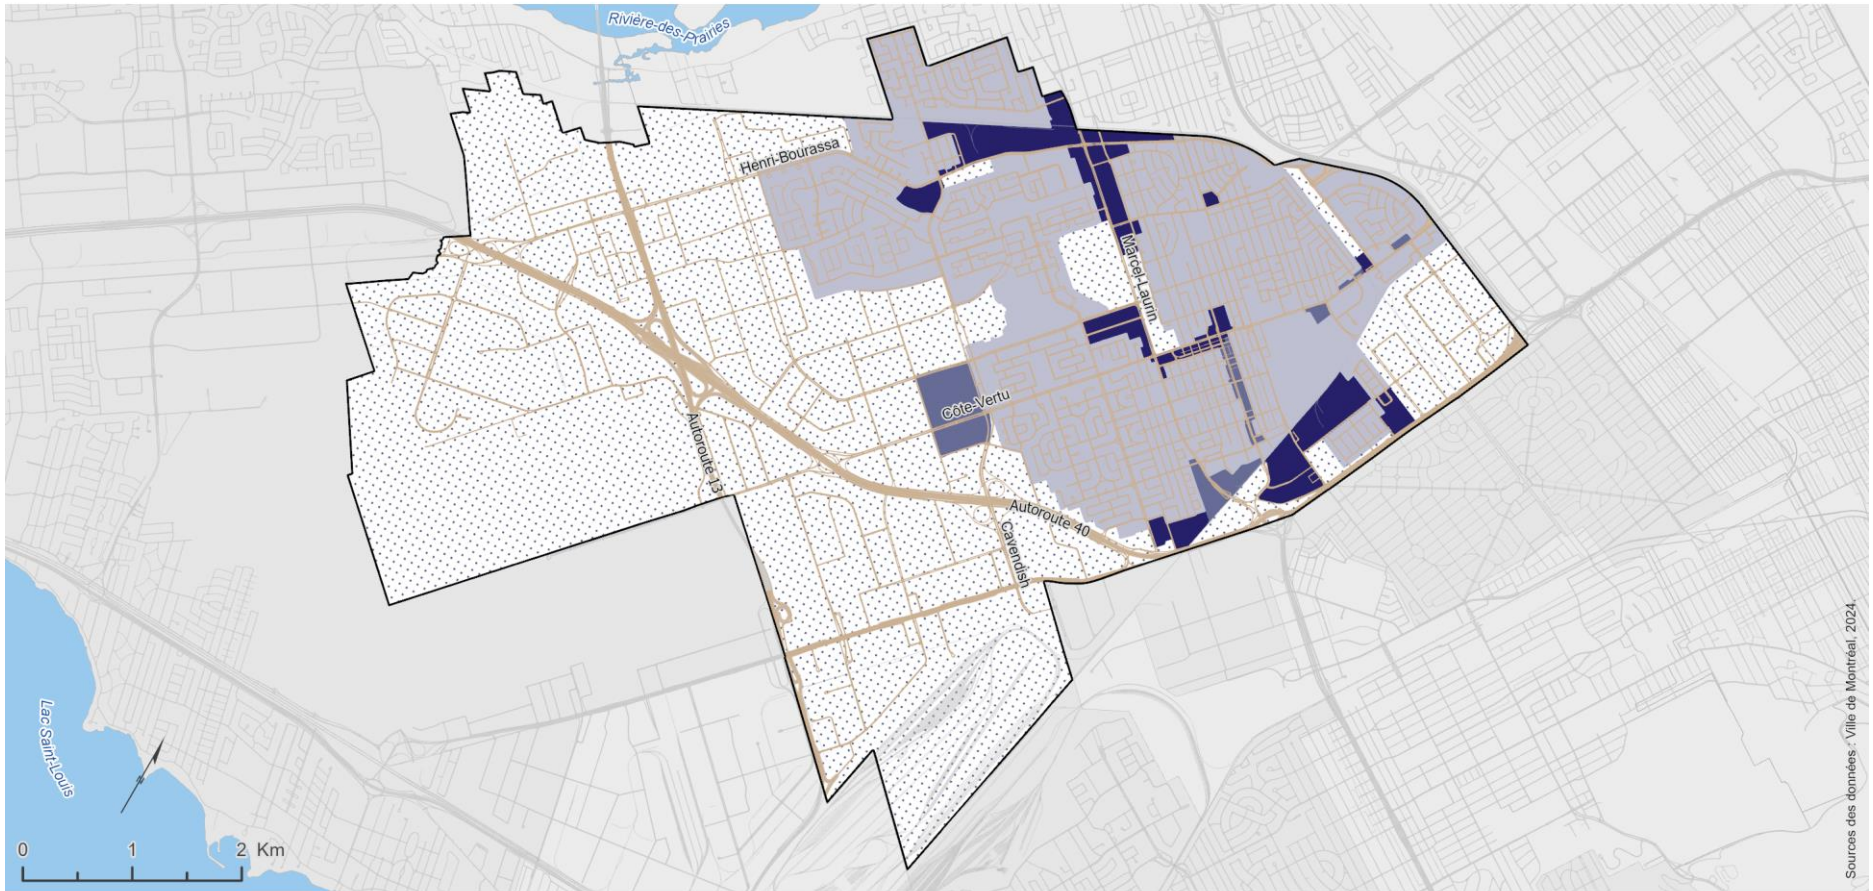 Rivière-des-Prairies
Henri-Bourassa
Marcel-Laurin
Côte-Vertu
Autoroute 13
Autoroute 40
Cavendish
Lac Saint-Louis
N
0 1 2 Km
Sources des données : Ville de Montréal, 2024.